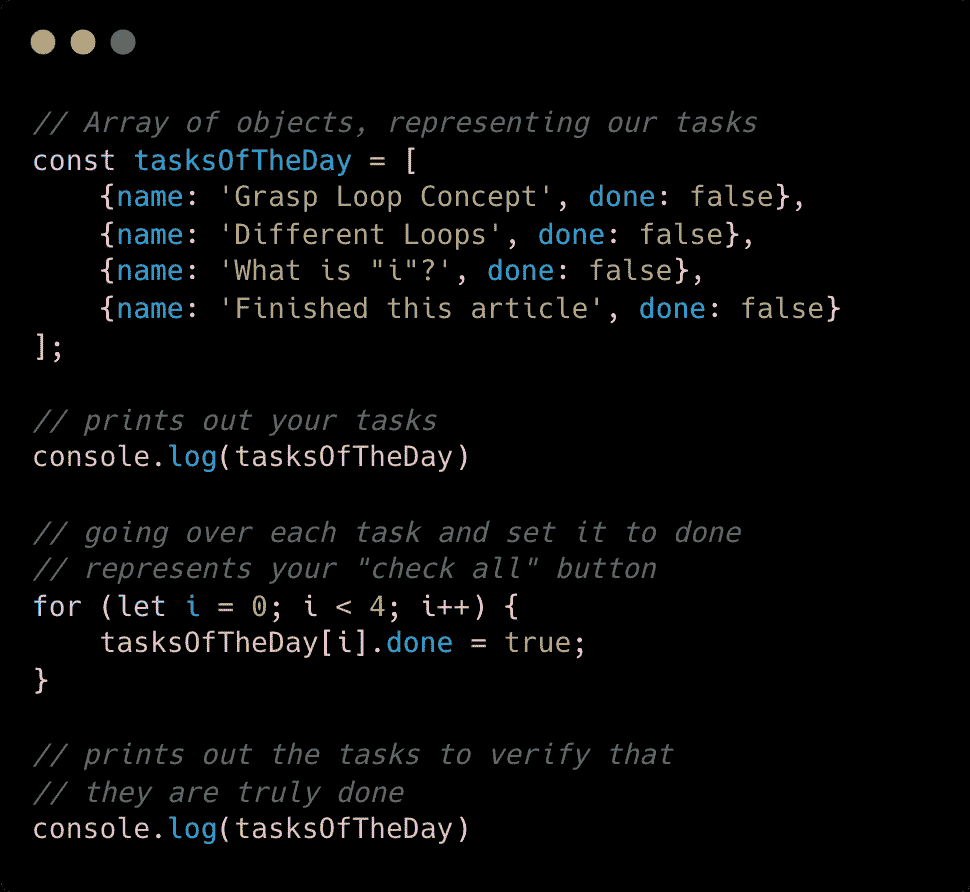 // Array of objects, representing our tasks
const tasksOfTheDay = [
    {name: 'Grasp Loop Concept', done: false},
    {name: 'Different Loops', done: false},
    {name: 'What is "i"?', done: false},
    {name: 'Finished this article', done: false}
];
// prints out your tasks
console.log(tasksOfTheDay)
// going over each task and set it to done
// represents your "check all" button
for (let i = 0; i < 4; i++) {
    tasksOfTheDay[i].done = true;
}
// prints out the tasks to verify that
// they are truly done
console.log(tasksOfTheDay)